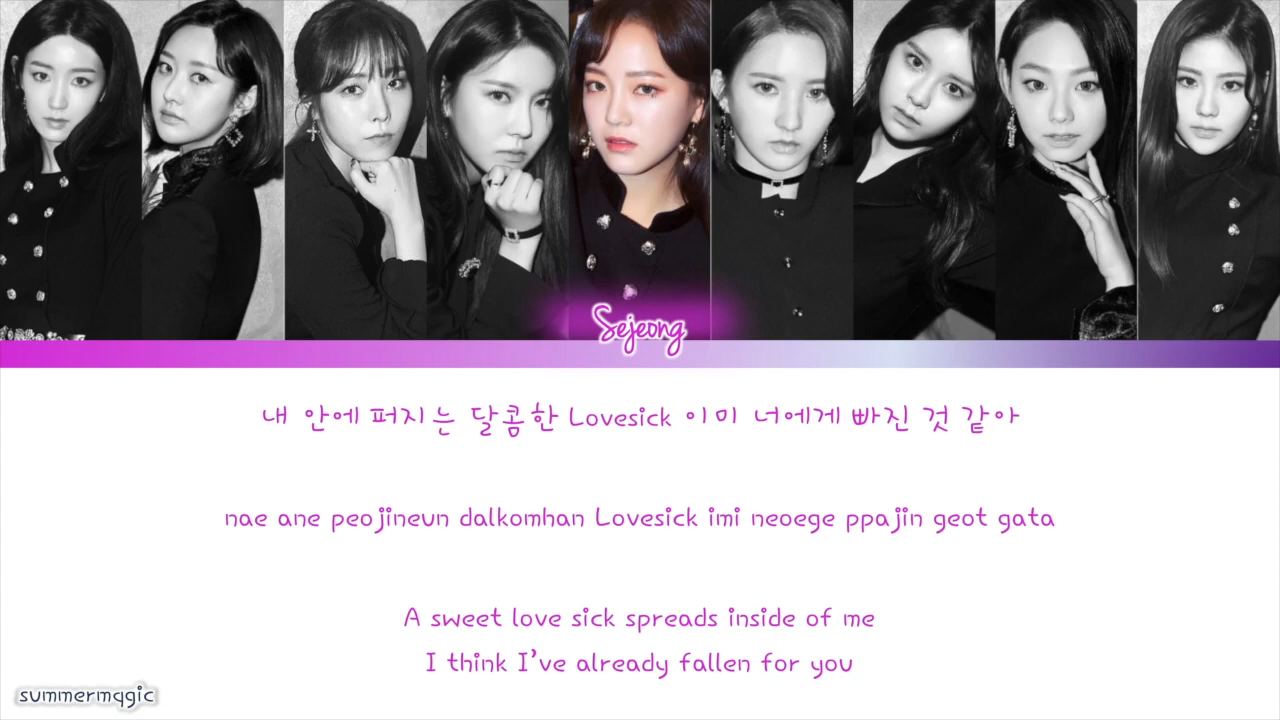 Sejeong
내 안에 퍼지는 달콤한 Lovesick 이미 너에게 빠진 것 같아
nae ane peojineun dalkomhan Lovesick imi neoege ppajin geot gata
A sweet love sick spreads inside of me
I think I've already fallen for you
summermqgic